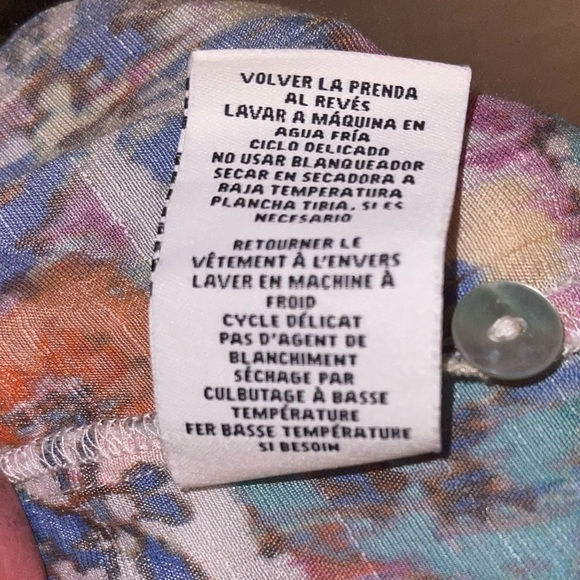 VOLVER LA PRENDA
AL REVÉS
LAVAR A MÁQUINA EN
AGUA FRÍA
CICLO DELICADO
NO USAR BLANQUEADOR
SECAR EN SECADORA A
BAJA TEMPERATURA
PLANCHA TIBIA, SI ES
NECESARIO
RETOURNER LE
VÊTEMENT À L'ENVERS
LAVER EN MACHINE À
FROID
CYCLE DÉLICAT
PAS D'AGENT DE
BLANCHIMENT
SÉCHAGE PAR
CULBUTAGE À BASSE
TEMPÉRATURE
FER BASSE TEMPÉRATURE
SI BESOIN